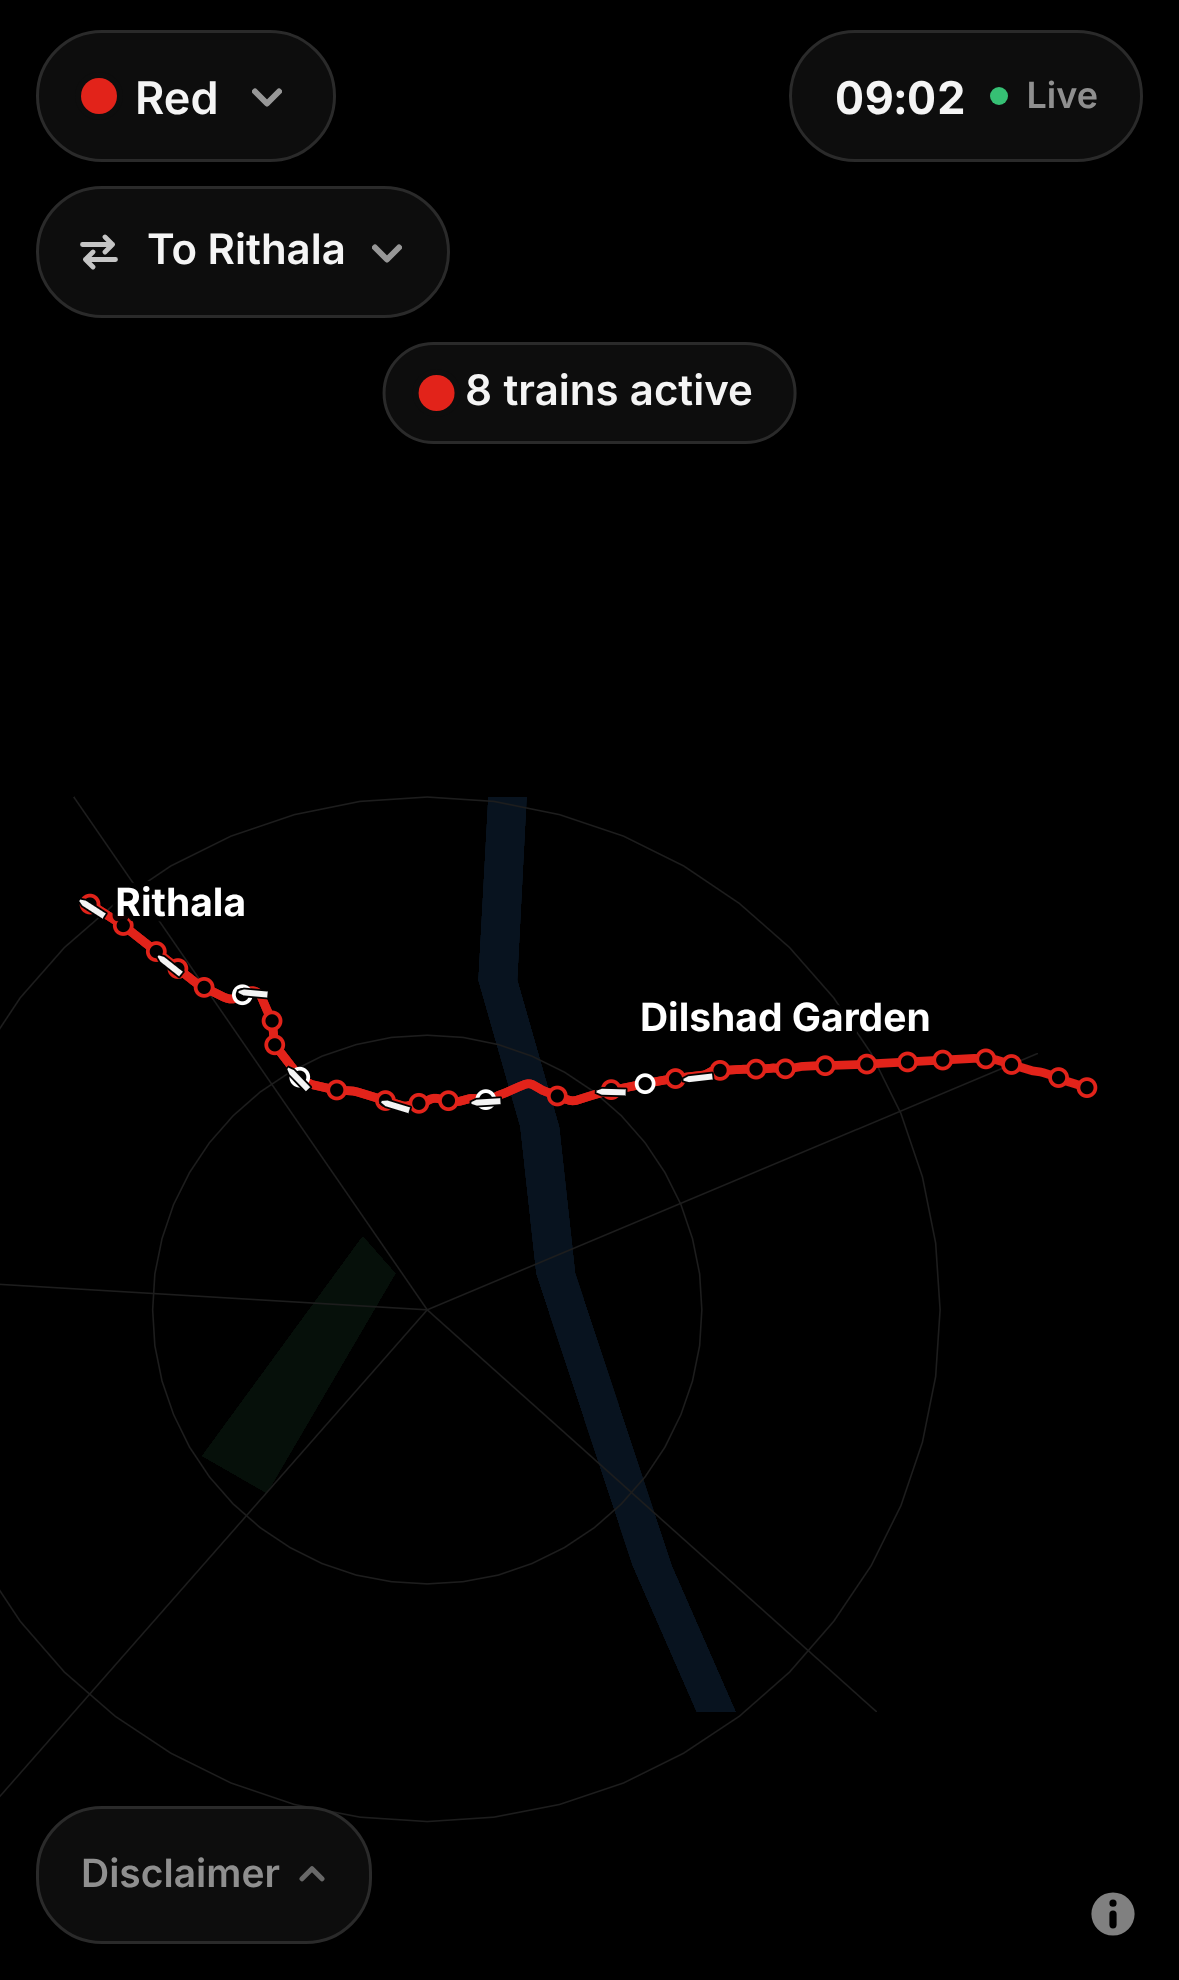 Red
09:02 Live
To Rithala
8 trains active
Rithala
Dilshad Garden
Disclaimer